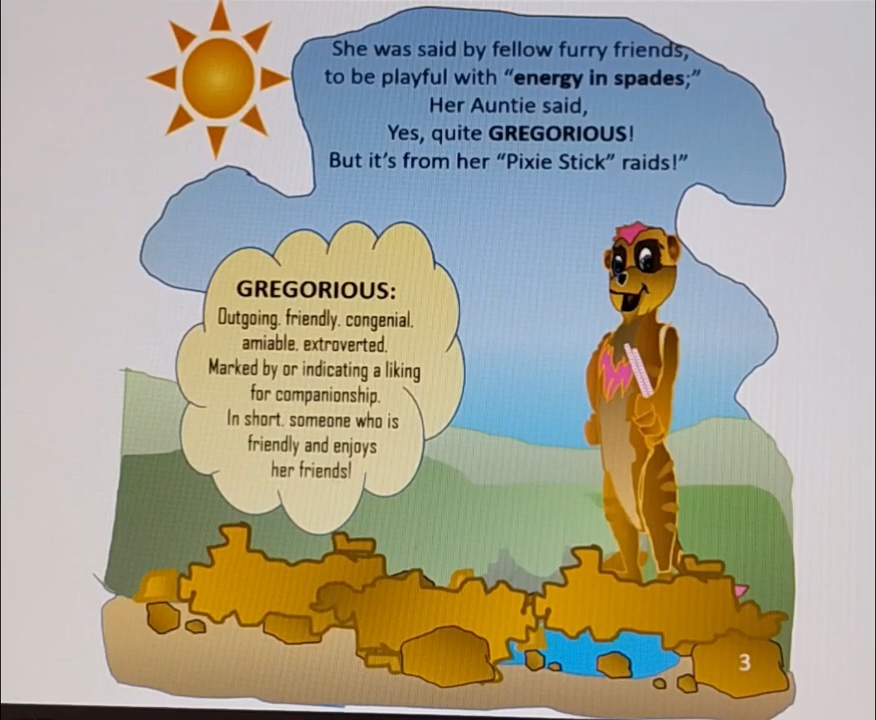 She was said by fellow furry friends,
to be playful with “energy in spades;”
Her Auntie said,
Yes, quite GREGORIOUS!
But it’s from her “Pixie Stick” raids!”
GREGORIOUS:
Outgoing, friendly, congenial,
amiable, extroverted.
Marked by or indicating a liking
for companionship.
In short, someone who is
friendly and enjoys
her friends!
3